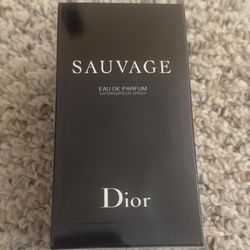 SAUVAGE
EAU DE PARFUM
VAPORISATEUR SPRAY
Dior